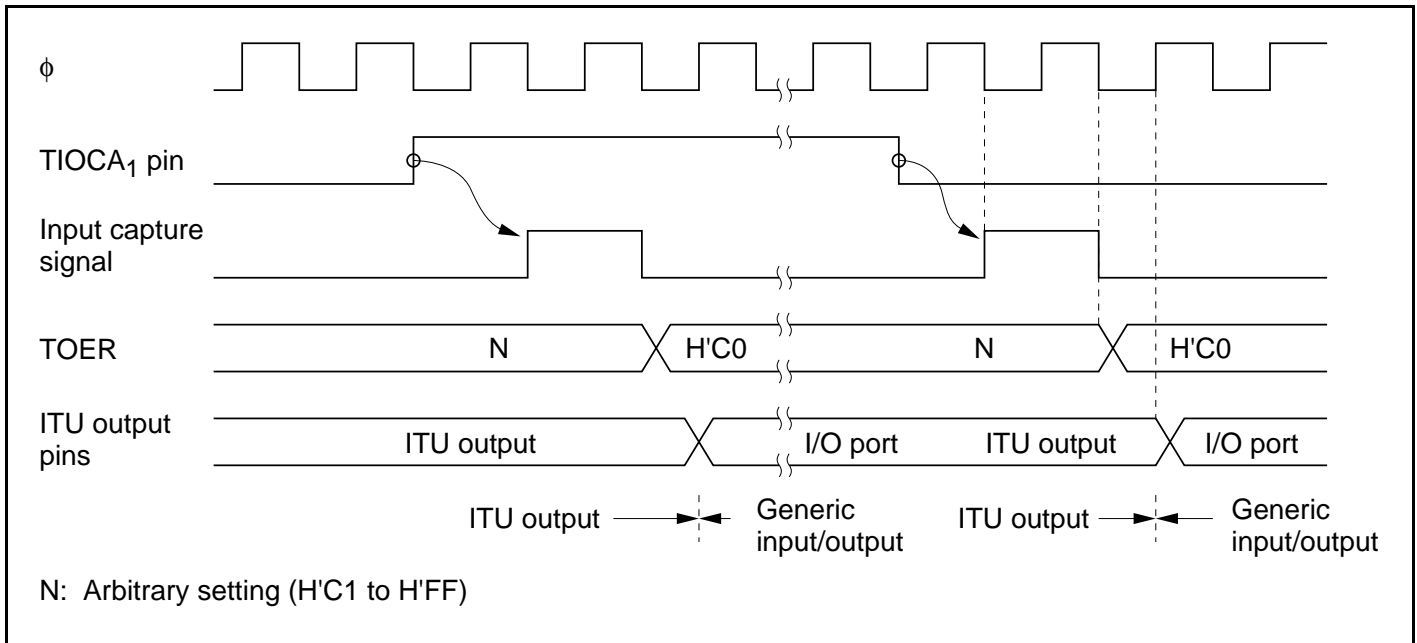 ϕ
TIOCA1 pin
Input capture
signal
TOER
N
H'C0
N
H'C0
ITU output
pins
ITU output
I/O port
ITU output
I/O port
ITU output
Generic
input/output
ITU output
Generic
input/output
N: Arbitrary setting (H'C1 to H'FF)